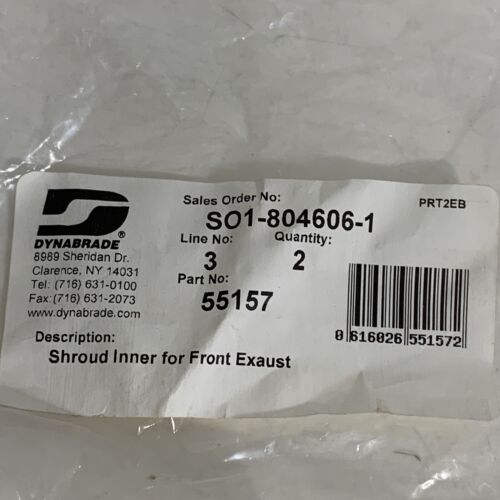 DYNABRADE®
8989 Sheridan Dr.
Clarence, NY 14031
Tel: (716) 631-0100
Fax: (716) 631-2073
www.dynabrade.com
Sales Order No:
SO1-804606-1
PRT2EB
Line No: Quantity:
3 2
Part No:
55157
0 616026 551572
Description:
Shroud Inner for Front Exaust